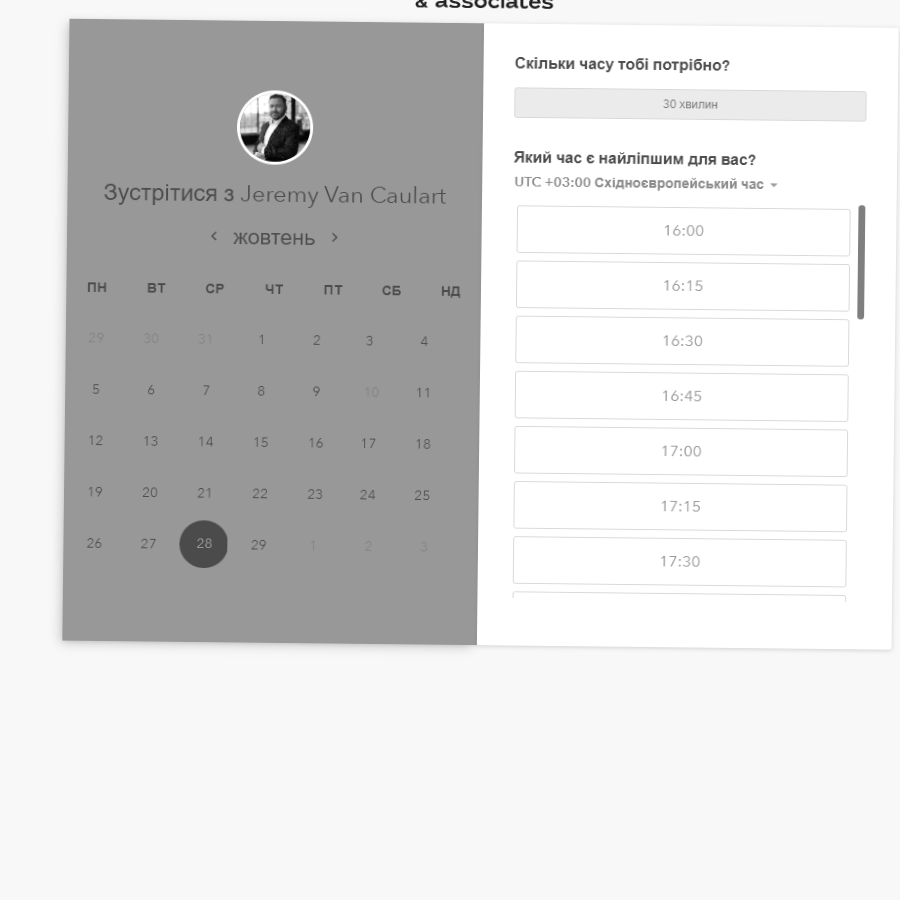 & associates
Зустрітися з Jeremy Van Caulart
жовтень
ПН ВТ СР ЧТ ПТ СБ НД
29 30 31 1 2 3 4
5 6 7 8 9 10 11
12 13 14 15 16 17 18
19 20 21 22 23 24 25
26 27 28 29 1 2 3
Скільки часу тобі потрібно?
30 хвилин
Який час є найліпшим для вас?
UTC +03:00 Східноєвропейський час
16:00
16:15
16:30
16:45
17:00
17:15
17:30